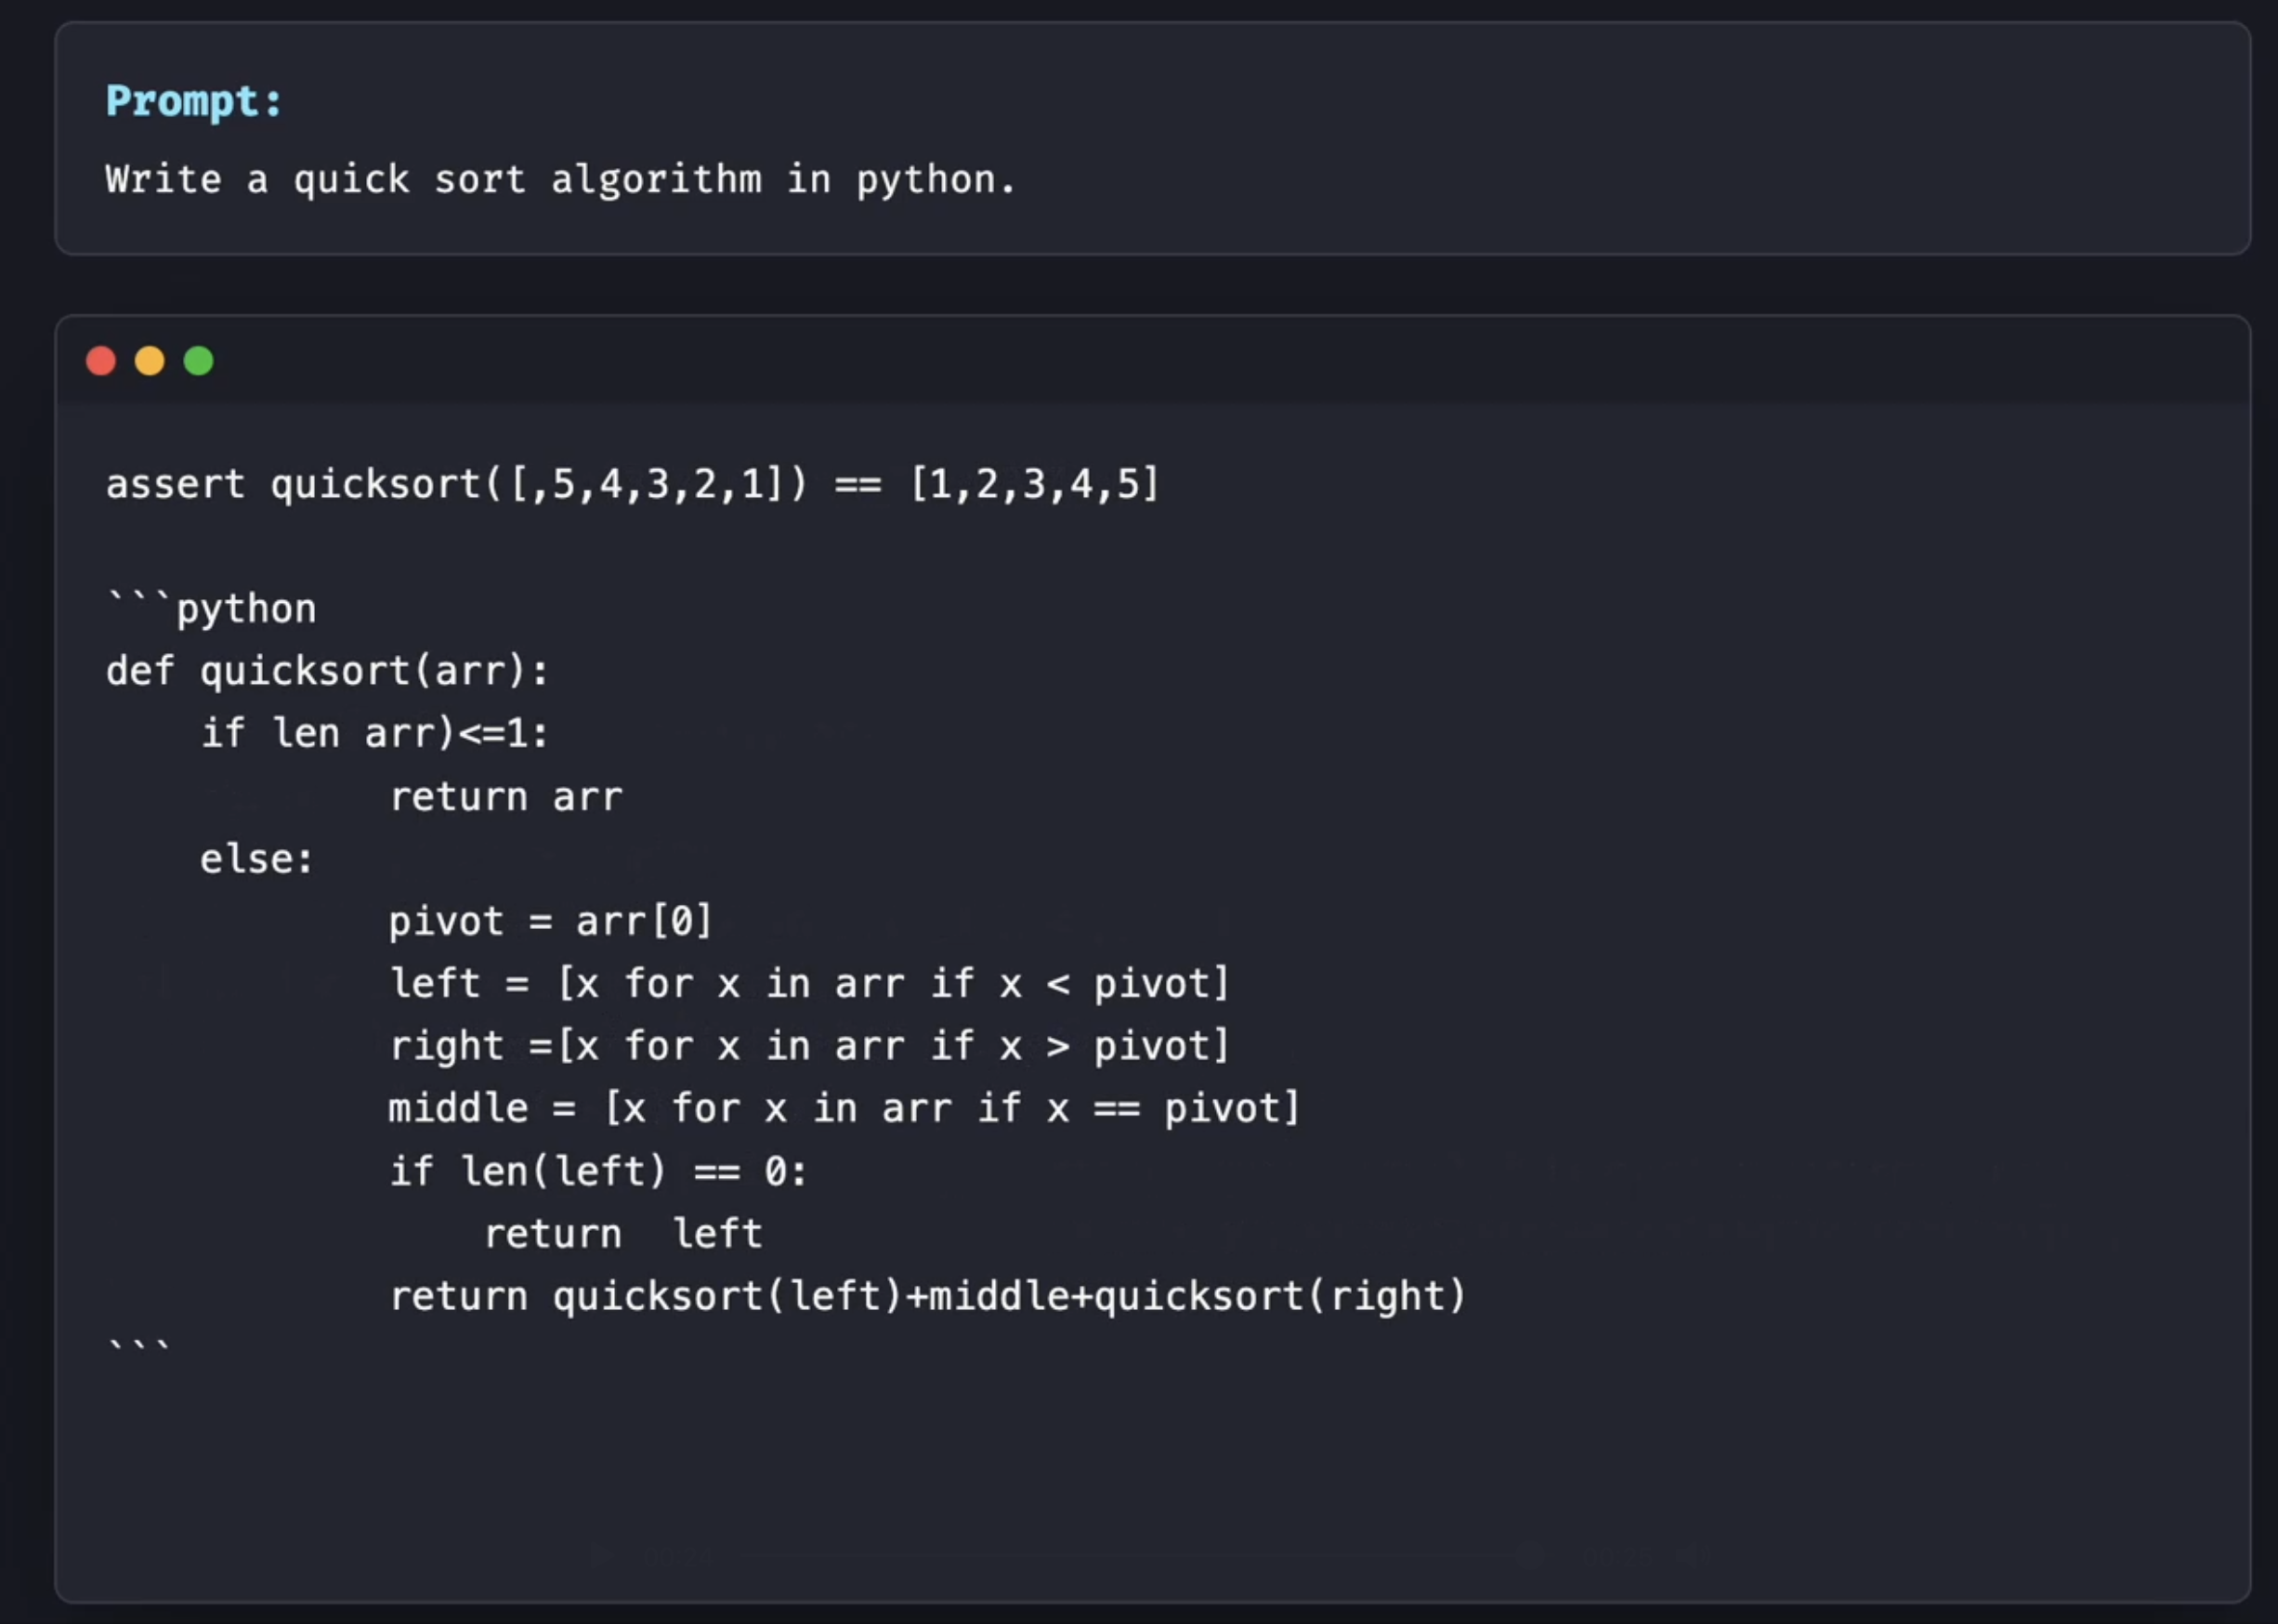 Prompt:
Write a quick sort algorithm in python.
assert quicksort([,5,4,3,2,1]) == [1,2,3,4,5]
```python
def quicksort(arr):
    if len arr)<=1:
            return arr
    else:
            pivot = arr[0]
            left = [x for x in arr if x < pivot]
            right =[x for x in arr if x > pivot]
            middle = [x for x in arr if x == pivot]
            if len(left) == 0:
                return  left
            return quicksort(left)+middle+quicksort(right)
```